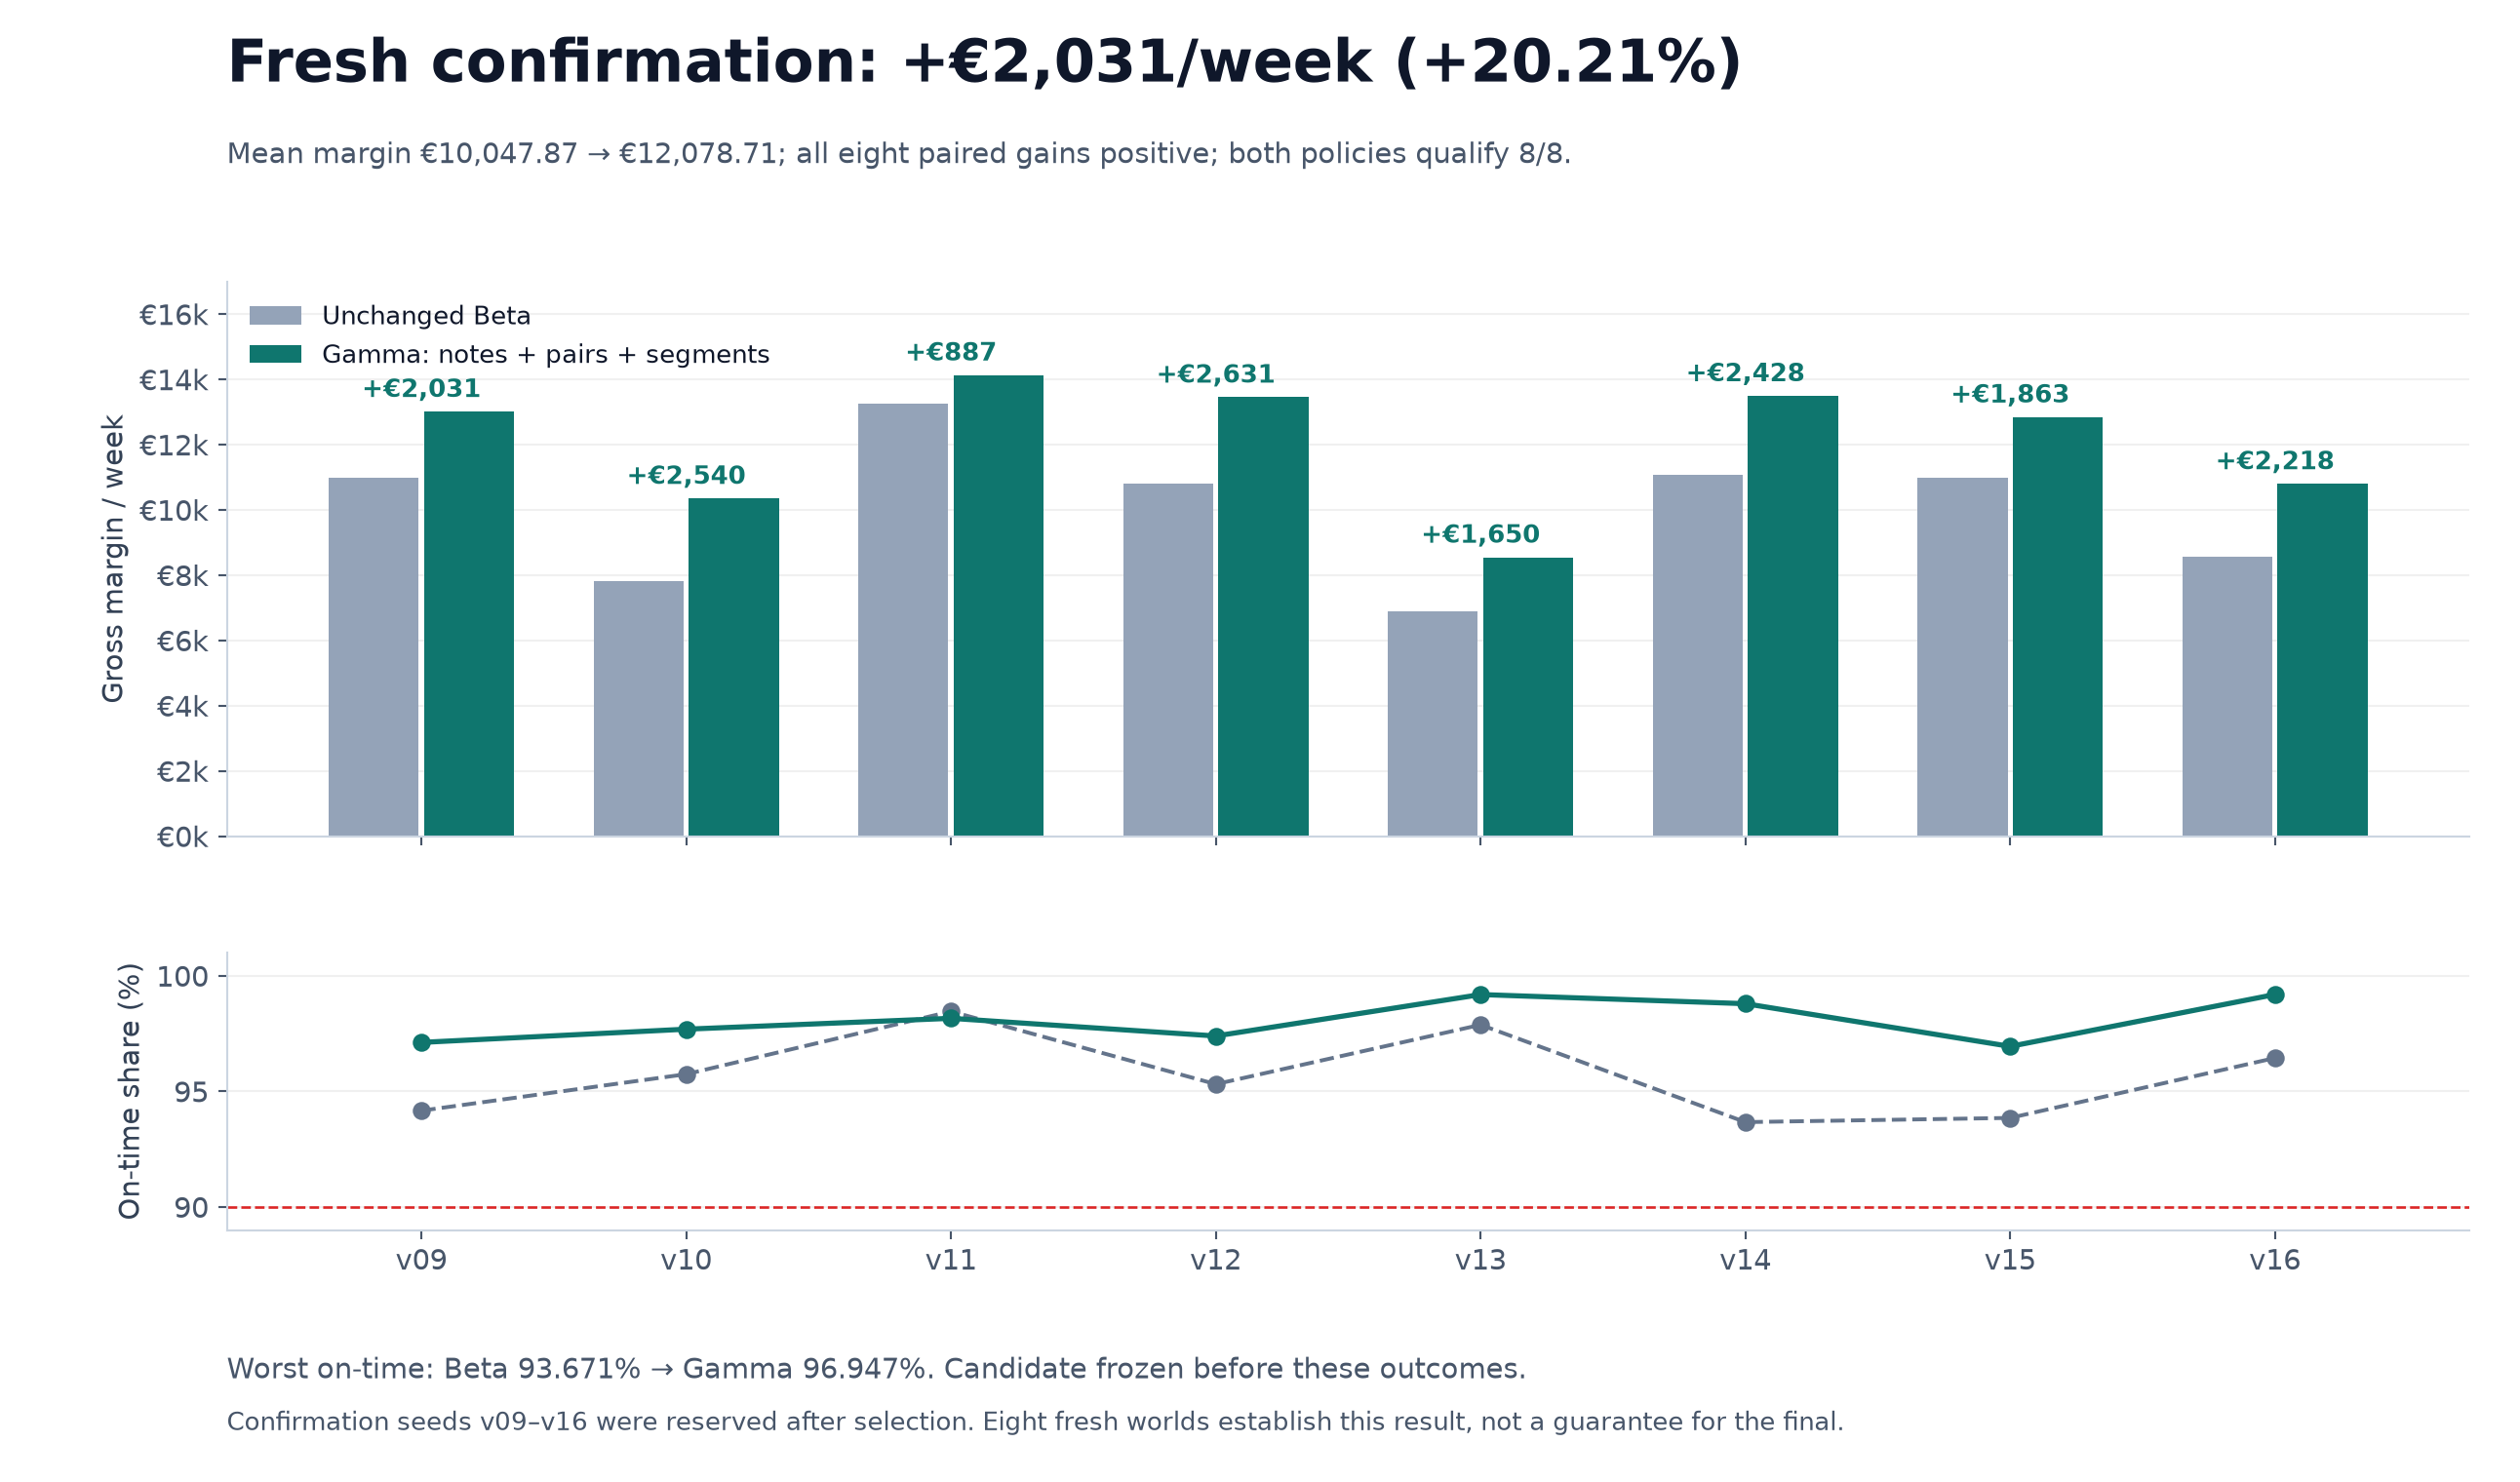 Fresh confirmation: +€2,031/week (+20.21%)
Mean margin €10,047.87 → €12,078.71; all eight paired gains positive; both policies qualify 8/8.
Gross margin / week
€16k
€14k
€12k
€10k
€8k
€6k
€4k
€2k
€0k
Unchanged Beta
Gamma: notes + pairs + segments
+€2,031
+€2,540
+€887
+€2,631
+€1,650
+€2,428
+€1,863
+€2,218
On-time share (%)
100
95
90
v09
v10
v11
v12
v13
v14
v15
v16
Worst on-time: Beta 93.671% → Gamma 96.947%. Candidate frozen before these outcomes.
Confirmation seeds v09–v16 were reserved after selection. Eight fresh worlds establish this result, not a guarantee for the final.